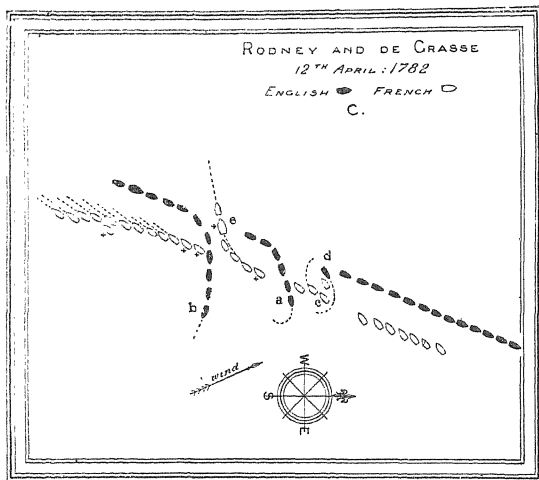 RODNEY AND DE GRASSE
12TH APRIL : 1782
ENGLISH FRENCH
C.
e
d
a
c
b
wind
W
S
E